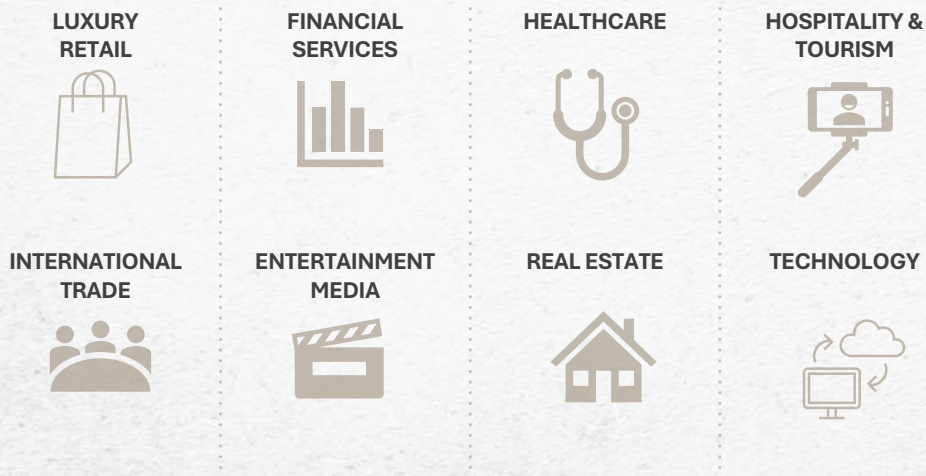 LUXURY
RETAIL
FINANCIAL
SERVICES
HEALTHCARE
HOSPITALITY &
TOURISM
INTERNATIONAL
TRADE
ENTERTAINMENT
MEDIA
REAL ESTATE
TECHNOLOGY